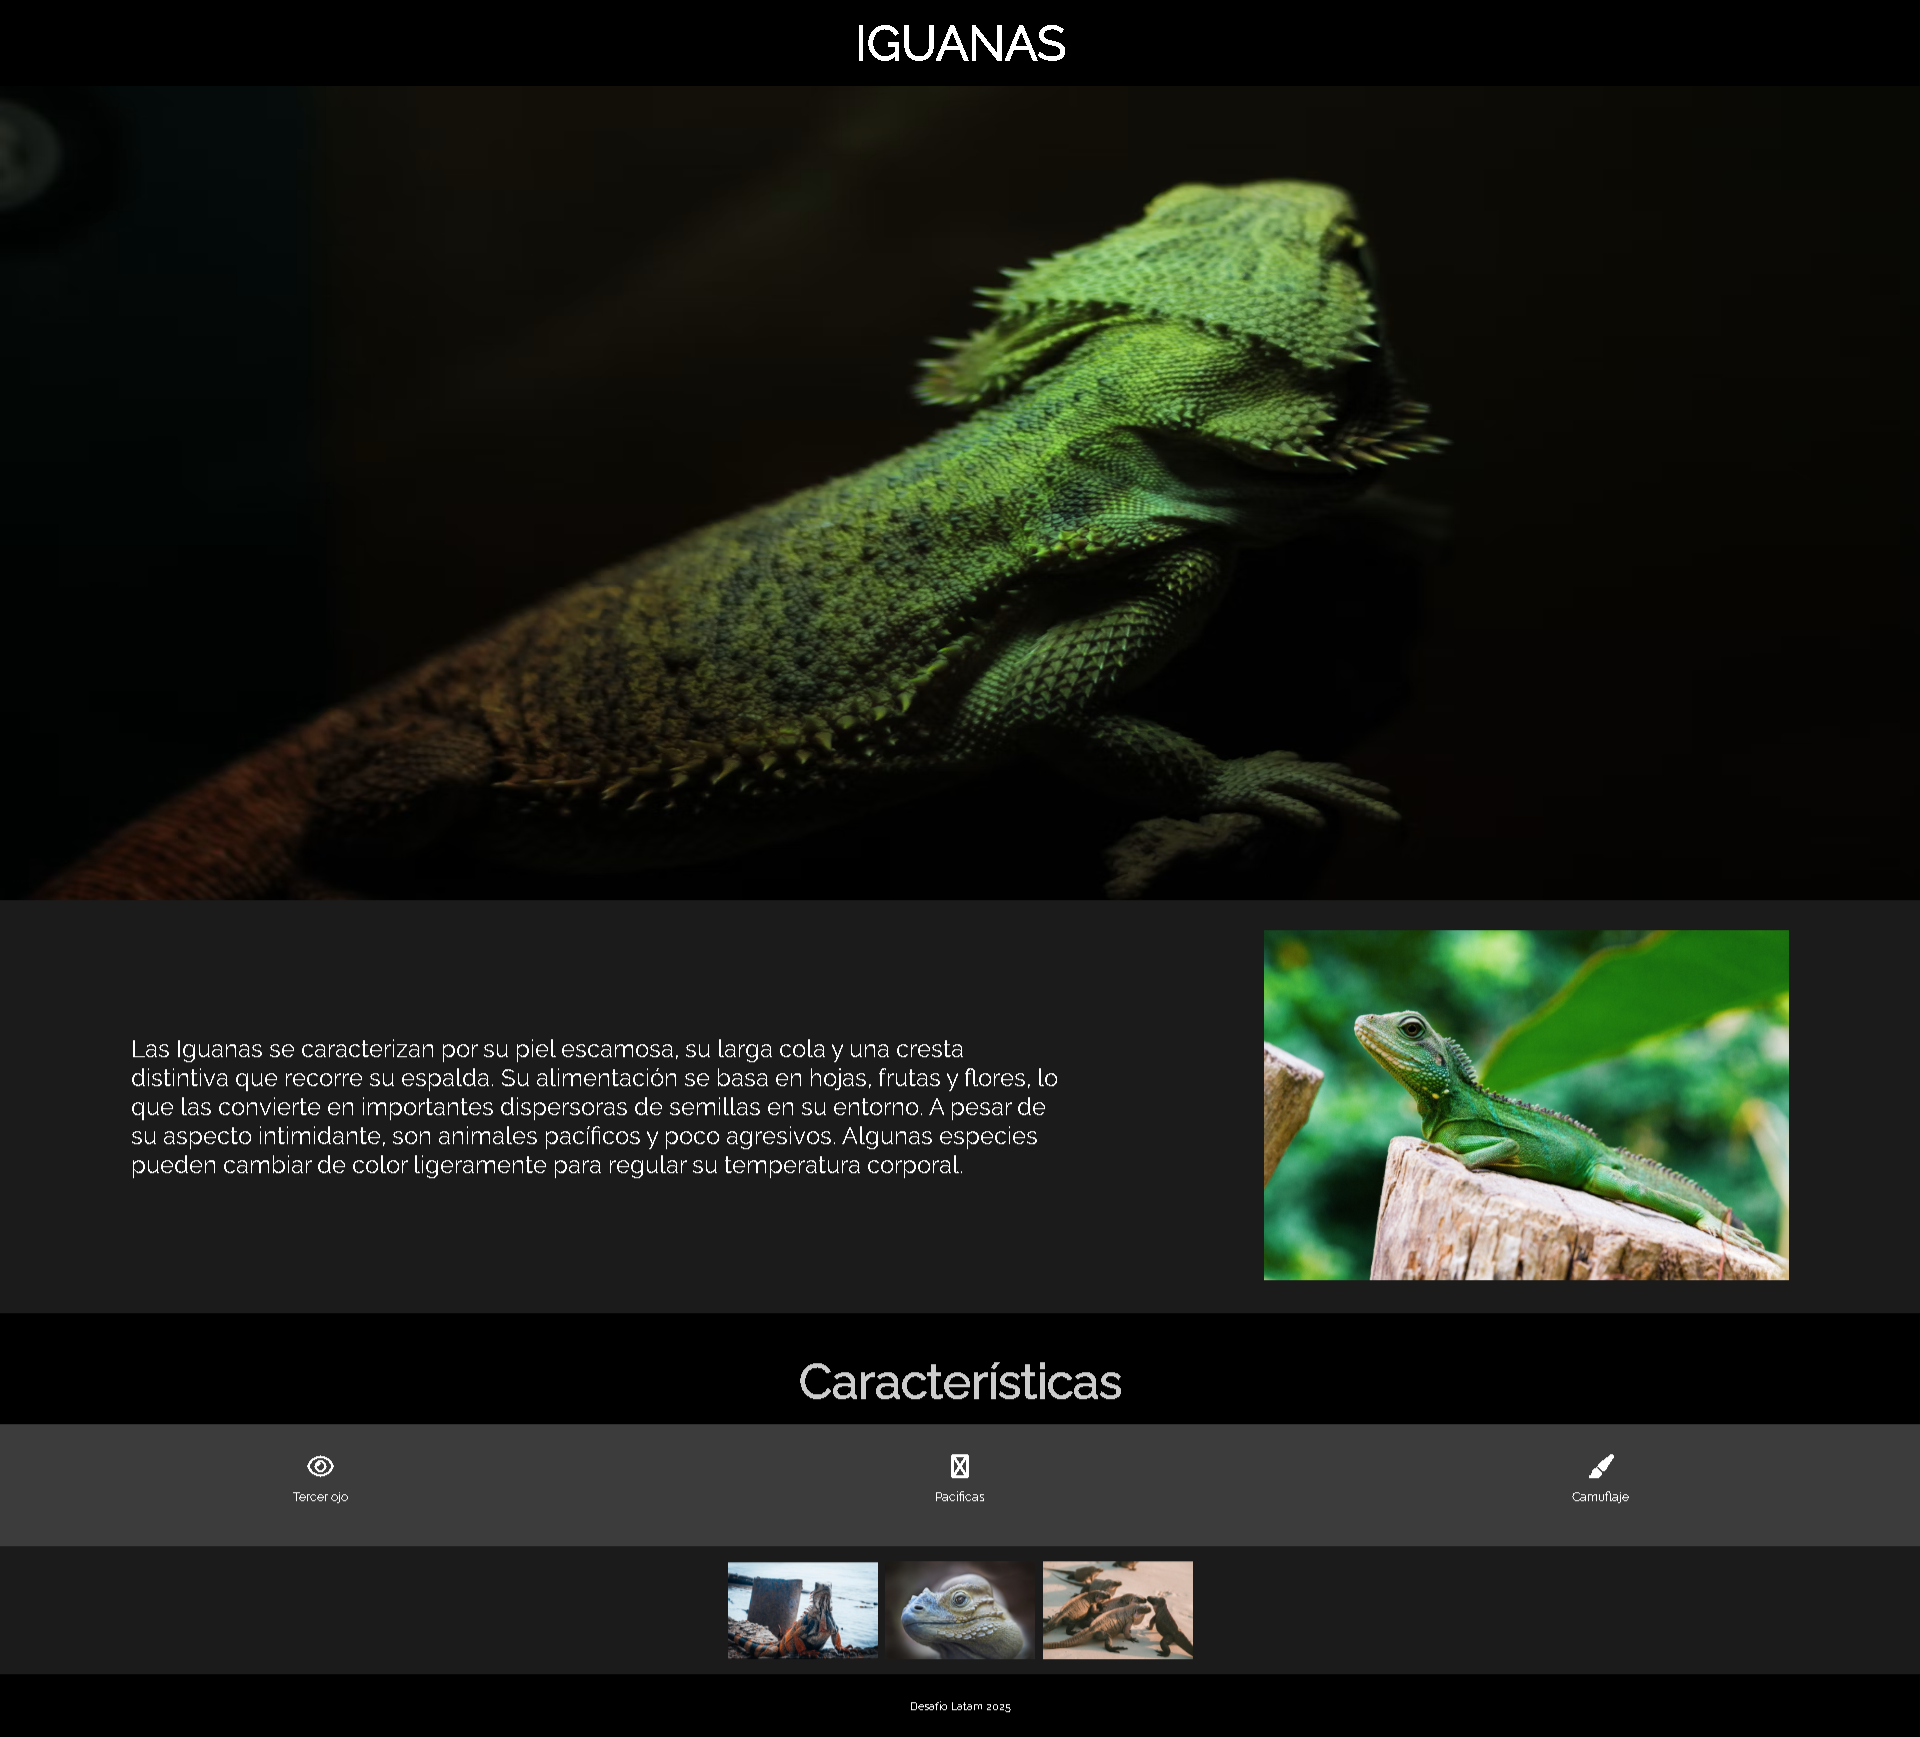 IGUANAS
Las Iguanas se caracterizan por su piel escamosa, su larga cola y una cresta
distintiva que recorre su espalda. Su alimentación se basa en hojas, frutas y flores, lo
que las convierte en importantes dispersoras de semillas en su entorno. A pesar de
su aspecto intimidante, son animales pacíficos y poco agresivos. Algunas especies
pueden cambiar de color ligeramente para regular su temperatura corporal.
Características
Tercer ojo
Pacificas
Camuflaje
Desafio Latam 2025